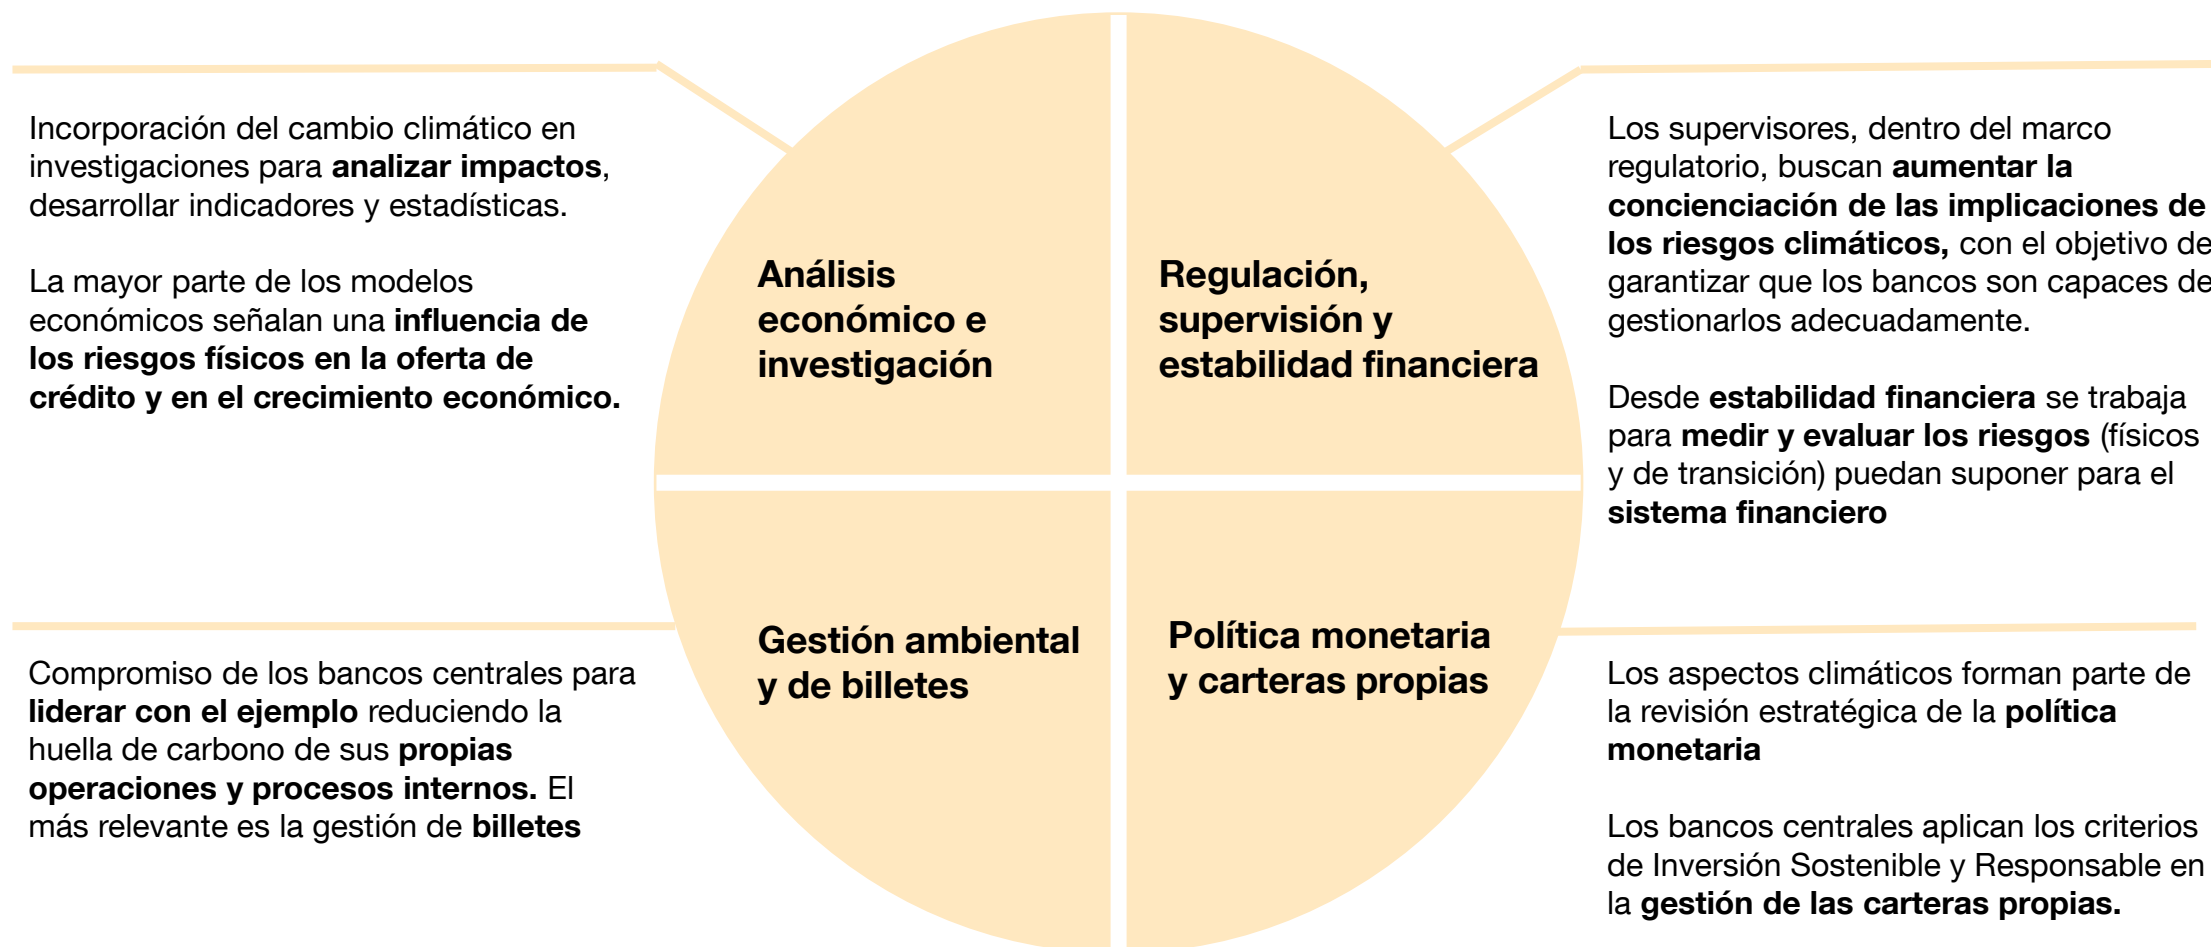 Incorporación del cambio climático en
investigaciones para analizar impactos,
desarrollar indicadores y estadísticas.
La mayor parte de los modelos
económicos señalan una influencia de
los riesgos físicos en la oferta de
crédito y en el crecimiento económico.
Análisis
económico e
investigación
Regulación,
supervisión y
estabilidad financiera
Los supervisores, dentro del marco
regulatorio, buscan aumentar la
concienciación de las implicaciones de
los riesgos climáticos, con el objetivo de
garantizar que los bancos son capaces de
gestionarlos adecuadamente.
Desde estabilidad financiera se trabaja
para medir y evaluar los riesgos (físicos
y de transición) puedan suponer para el
sistema financiero
Compromiso de los bancos centrales para
liderar con el ejemplo reduciendo la
huella de carbono de sus propias
operaciones y procesos internos. El
más relevante es la gestión de billetes
Gestión ambiental
y de billetes
Política monetaria
y carteras propias
Los aspectos climáticos forman parte de
la revisión estratégica de la política
monetaria
Los bancos centrales aplican los criterios
de Inversión Sostenible y Responsable en
la gestión de las carteras propias.